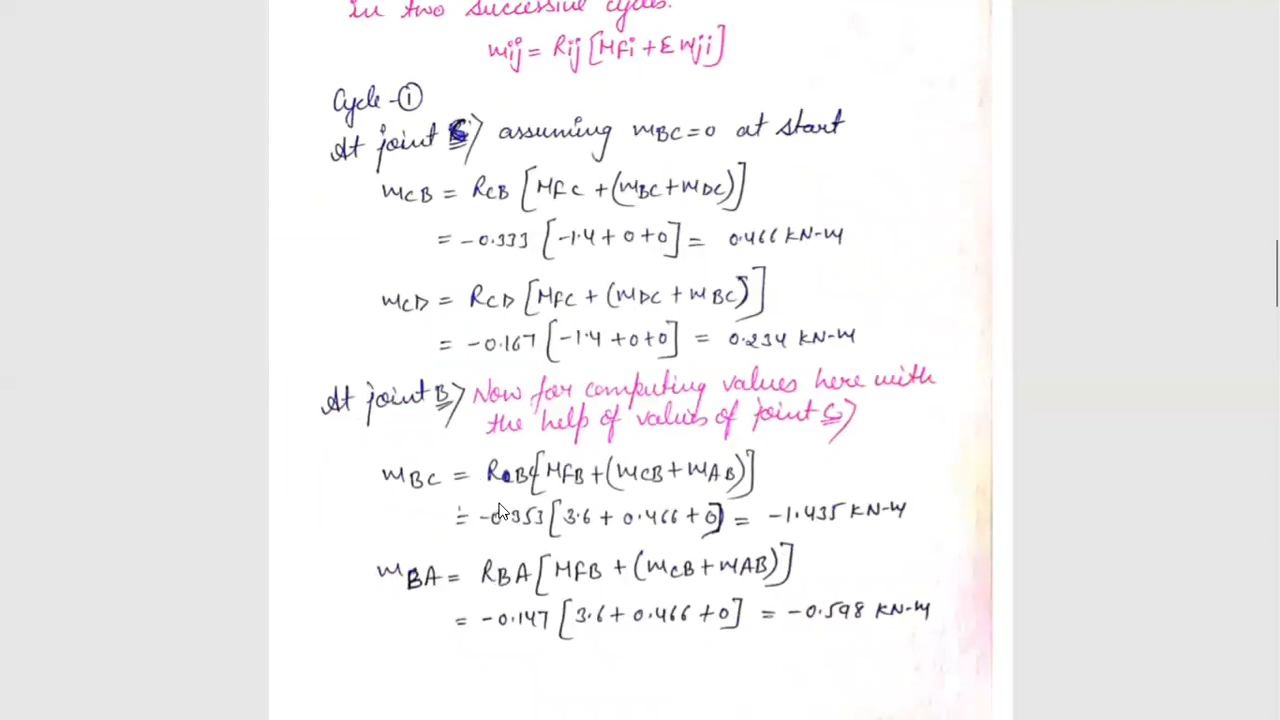 In two successive cycles.
mij = Rij [Mfi + Σ mji]
Cycle-①
At joint C⟩ assuming mBC=0 at start
mCB = RCB [MfC + (mBC + mDC)]
= -0.333 [-1.4 + 0 + 0] = 0.466 KN-M
mCD = RCD [MfC + (mDC + mBC)]
= -0.167 [-1.4 + 0 + 0] = 0.234 KN-M
At joint B⟩ Now for computing values here with
the help of values of joint C⟩
mBC = RBC [MfB + (mCB + mAB)]
= -0.353 [3.6 + 0.466 + 0] = -1.435 KN-M
mBA = RBA [MfB + (mCB + mAB)]
= -0.147 [3.6 + 0.466 + 0] = -0.598 KN-M